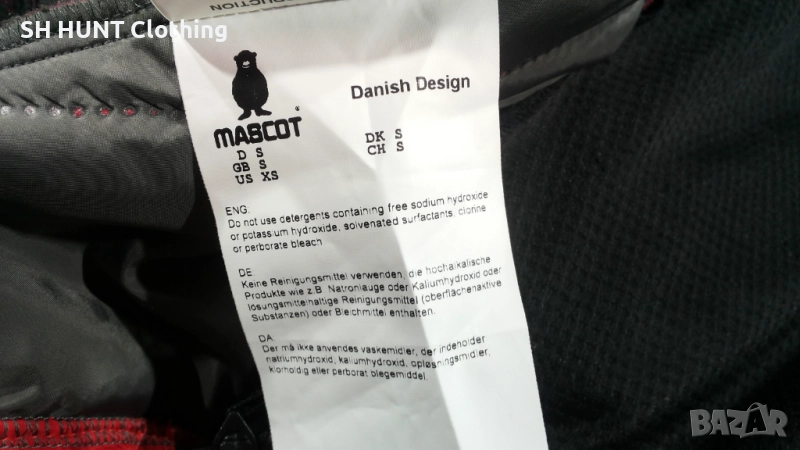 SH HUNT Clothing
DUCTION
Danish Design
MASCOT
D S
GB S
US XS
DK S
CH S
ENG:
Do not use detergents containing free sodium hydroxide
or potassium hydroxide, solvenated surfactants, clorine
or perborate bleach
DE
Keine Reinigungsmittel verwenden, die hochalkalische
Produkte wie z.B. Natronlauge oder Kaliumhydroxid oder
lösungsmittelhaltige Reinigungsmittel (oberflächenaktive
Substanzen) oder Bleichmittel enthalten.
DA
Der må ikke anvendes vaskemidler, der indeholder
natriumhydroxid, kaliumhydroxid, opløsningsmidler,
klorholdig eller perborat blegemiddel.
BAZAR